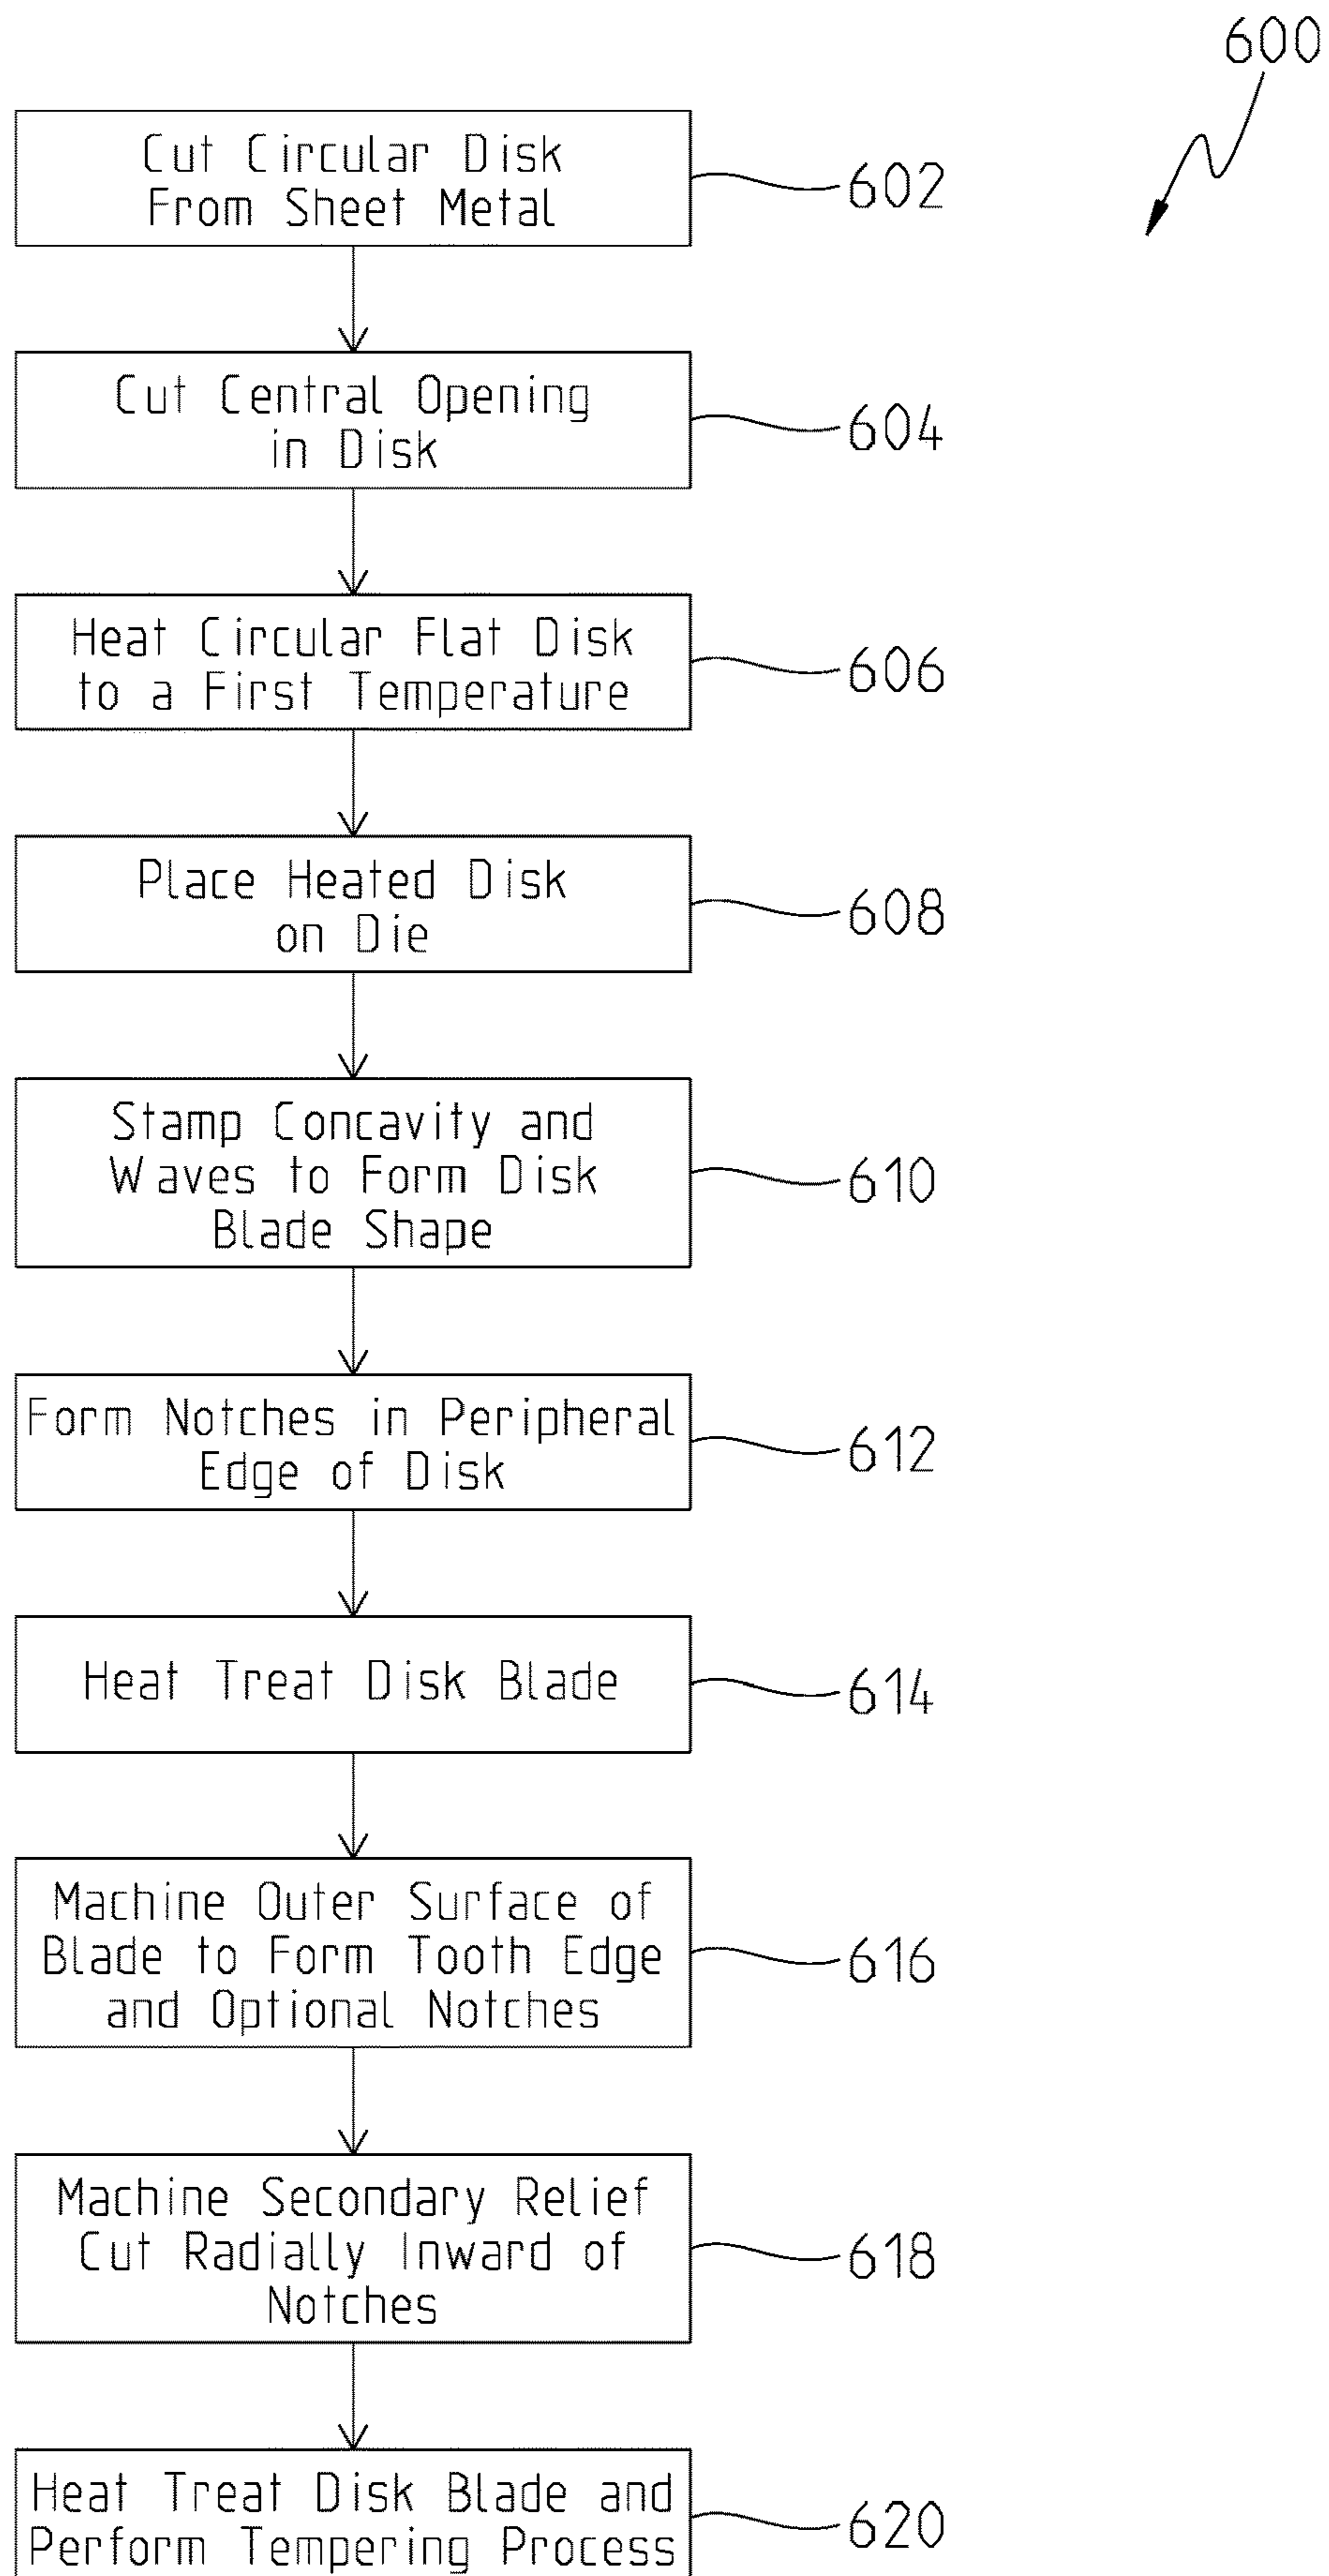 600
Cut Circular Disk
From Sheet Metal
602
Cut Central Opening
in Disk
604
Heat Circular Flat Disk
to a First Temperature
606
Place Heated Disk
on Die
608
Stamp Concavity and
Waves to Form Disk
Blade Shape
610
Form Notches in Peripheral
Edge of Disk
612
Heat Treat Disk Blade
614
Machine Outer Surface of
Blade to Form Tooth Edge
and Optional Notches
616
Machine Secondary Relief
Cut Radially Inward of
Notches
618
Heat Treat Disk Blade and
Perform Tempering Process
620